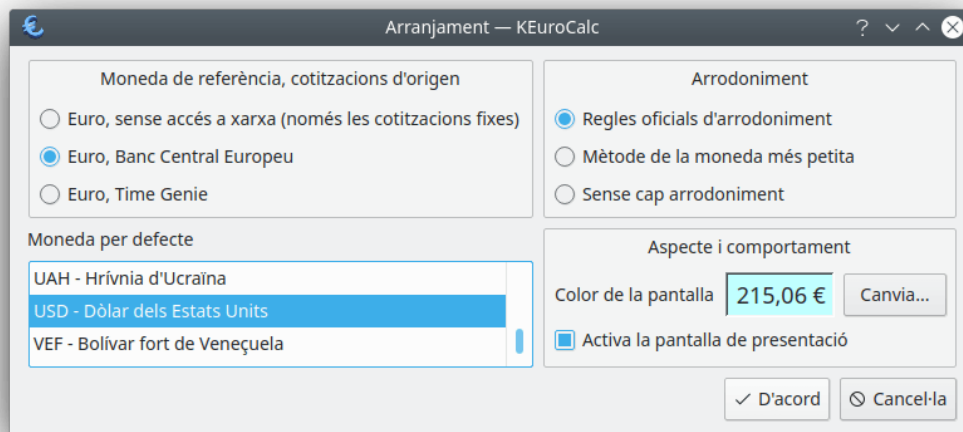 Arranjament — KEuroCalc
Moneda de referència, cotitzacions d'origen
Euro, sense accés a xarxa (només les cotitzacions fixes)
Euro, Banc Central Europeu
Euro, Time Genie
Moneda per defecte
UAH - Hrívnia d'Ucraïna
USD - Dòlar dels Estats Units
VEF - Bolívar fort de Veneçuela
Arrodoniment
Regles oficials d'arrodoniment
Mètode de la moneda més petita
Sense cap arrodoniment
Aspecte i comportament
Color de la pantalla 215,06 € Canvia...
Activa la pantalla de presentació
D'acord Cancel·la